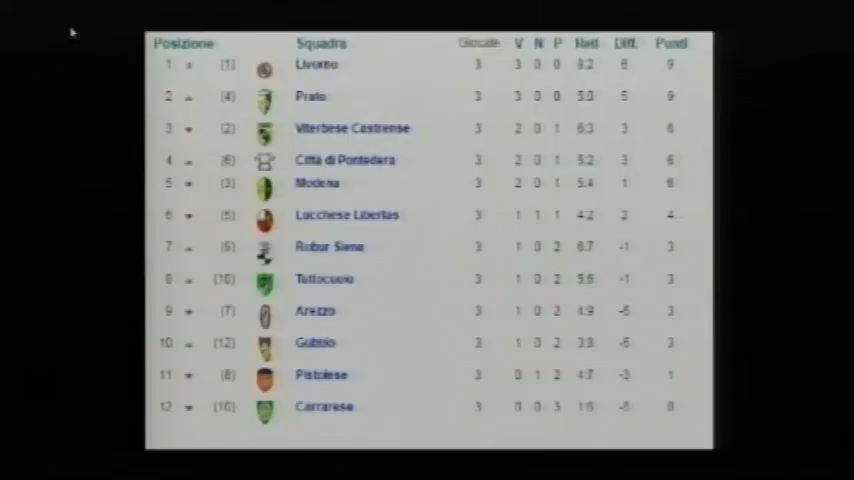 Posizione Squadra Giocate V N P Reti Diff. Punti
1 (1) Livorno 3 3 0 0 8:2 6 9
2 (4) Prato 3 3 0 0 5:0 5 9
3 (2) Viterbese Castrense 3 2 0 1 6:3 3 6
4 (6) Città di Pontedera 3 2 0 1 5:2 3 6
5 (3) Modena 3 2 0 1 5:4 1 6
6 (5) Lucchese Libertas 3 1 1 1 4:2 2 4
7 (9) Robur Siena 3 1 0 2 6:7 -1 3
8 (10) Tuttocuoio 3 1 0 2 5:6 -1 3
9 (7) Arezzo 3 1 0 2 4:9 -5 3
10 (12) Gubbio 3 1 0 2 3:8 -5 3
11 (8) Pistoiese 3 0 1 2 4:7 -3 1
12 (10) Carrarese 3 0 0 3 1:6 -5 0